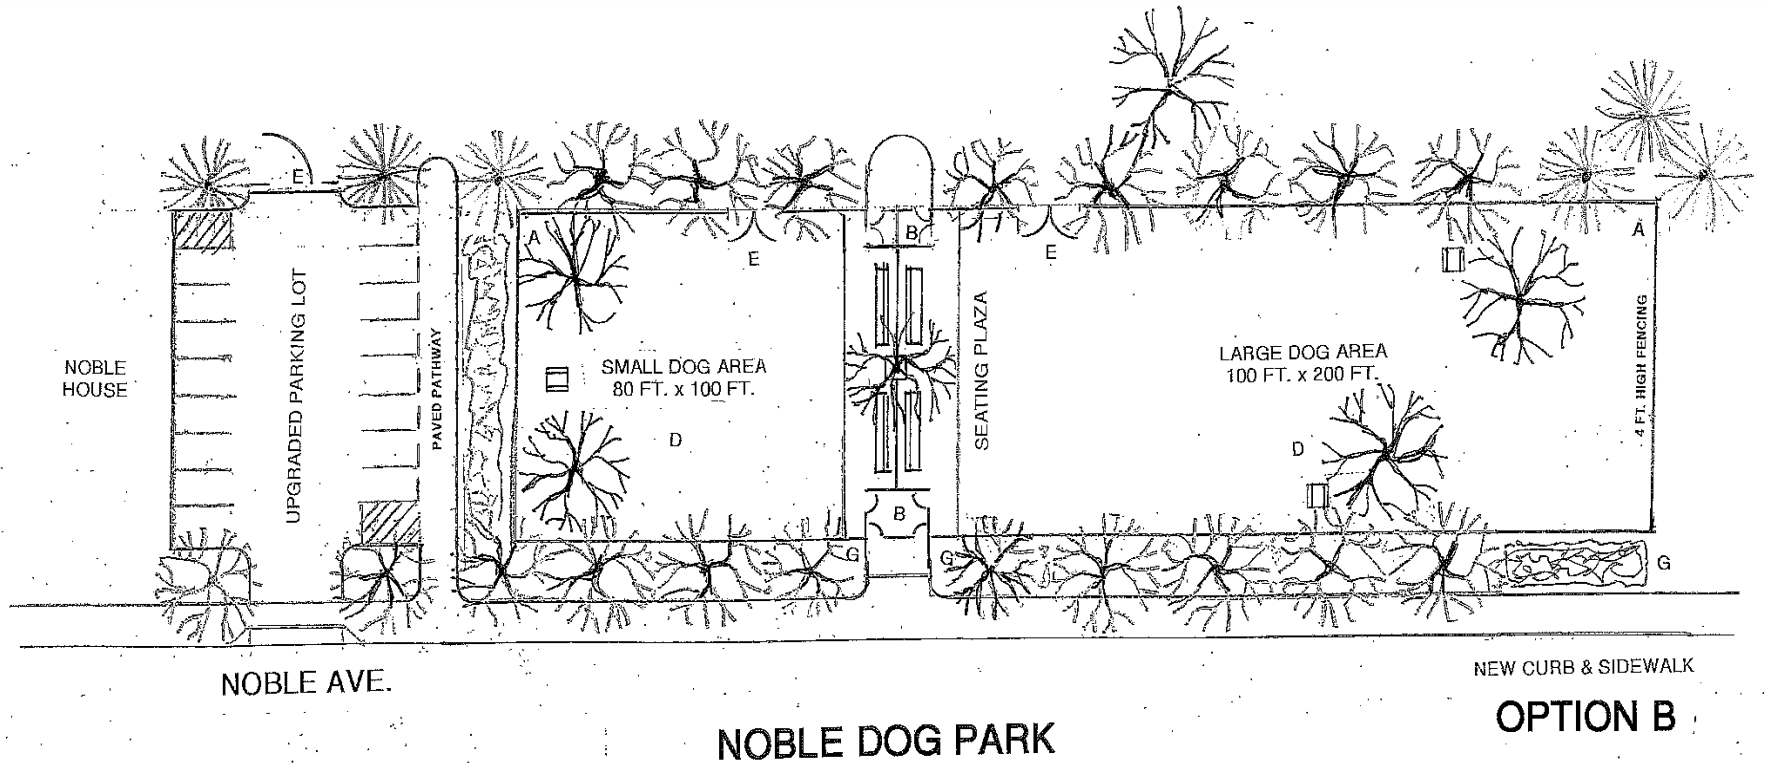 E
A
B
A
E
E
NOBLE
HOUSE
UPGRADED PARKING LOT
PAVED PATHWAY
SMALL DOG AREA
80 FT. x 100 FT.
D
SEATING PLAZA
LARGE DOG AREA
100 FT. x 200 FT.
D
4 FT. HIGH FENCING
B
G
G
G
NOBLE AVE.
NEW CURB & SIDEWALK
OPTION B
NOBLE DOG PARK